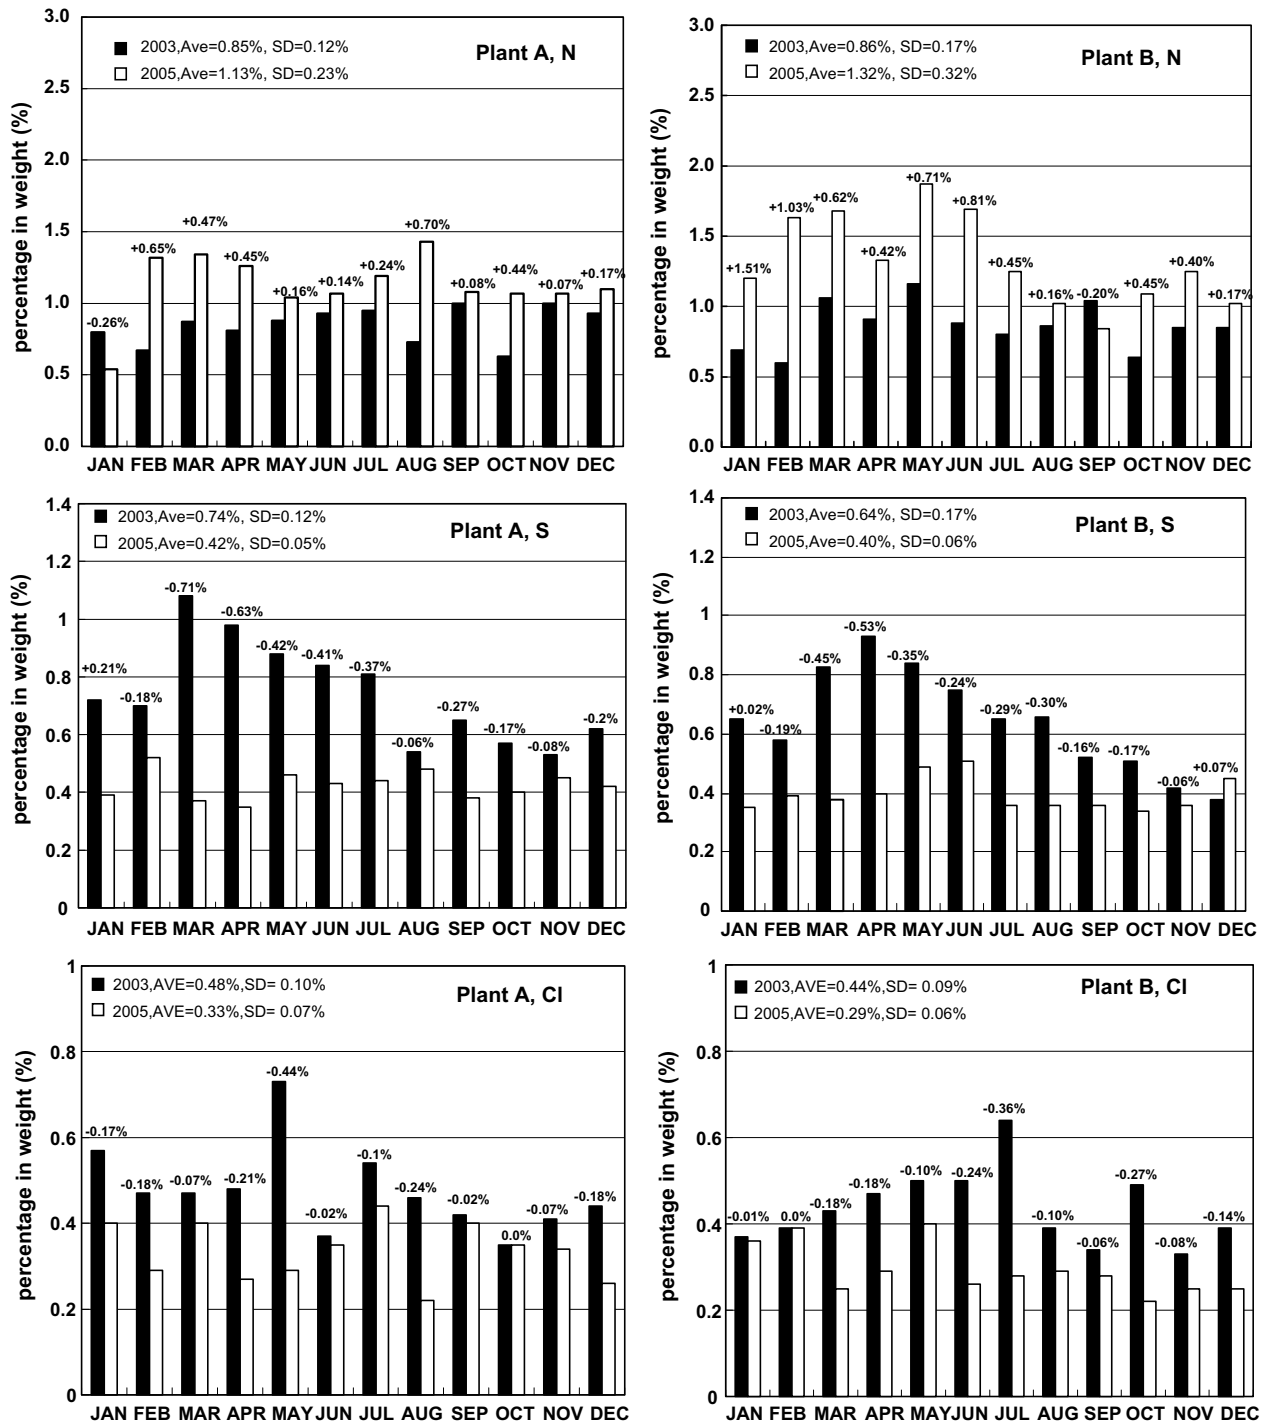 Plant A, N
2003,Ave=0.85%, SD=0.12%
2005,Ave=1.13%, SD=0.23%
percentage in weight (%)
3.0
2.5
2.0
1.5
1.0
0.5
0.0
-0.26% +0.65% +0.47% +0.45% +0.16% +0.14% +0.24% +0.70% +0.08% +0.44% +0.07% +0.17%
JAN FEB MAR APR MAY JUN JUL AUG SEP OCT NOV DEC
Plant B, N
2003,Ave=0.86%, SD=0.17%
2005,Ave=1.32%, SD=0.32%
percentage in weight (%)
3.0
2.5
2.0
1.5
1.0
0.5
0.0
+1.51% +1.03% +0.62% +0.42% +0.71% +0.81% +0.45% +0.16% -0.20% +0.45% +0.40% +0.17%
JAN FEB MAR APR MAY JUN JUL AUG SEP OCT NOV DEC
Plant A, S
2003,Ave=0.74%, SD=0.12%
2005,Ave=0.42%, SD=0.05%
percentage in weight (%)
1.4
1.2
1
0.8
0.6
0.4
0.2
0
+0.21% -0.18% -0.71% -0.63% -0.42% -0.41% -0.37% -0.06% -0.27% -0.17% -0.08% -0.2%
JAN FEB MAR APR MAY JUN JUL AUG SEP OCT NOV DEC
Plant B, S
2003,Ave=0.64%, SD=0.17%
2005,Ave=0.40%, SD=0.06%
percentage in weight (%)
1.4
1.2
1
0.8
0.6
0.4
0.2
0
+0.02% -0.19% -0.45% -0.53% -0.35% -0.24% -0.29% -0.30% -0.16% -0.17% -0.06% +0.07%
JAN FEB MAR APR MAY JUN JUL AUG SEP OCT NOV DEC
Plant A, Cl
2003,AVE=0.48%,SD= 0.10%
2005,AVE=0.33%,SD= 0.07%
percentage in weight (%)
1
0.8
0.6
0.4
0.2
0
-0.17% -0.18% -0.07% -0.21% -0.44% -0.02% -0.1% -0.24% -0.02% 0.0% -0.07% -0.18%
JAN FEB MAR APR MAY JUN JUL AUG SEP OCT NOV DEC
Plant B, Cl
2003,AVE=0.44%,SD= 0.09%
2005,AVE=0.29%,SD= 0.06%
percentage in weight (%)
1
0.8
0.6
0.4
0.2
0
-0.01% 0.0% -0.18% -0.18% -0.10% -0.24% -0.36% -0.10% -0.06% -0.27% -0.08% -0.14%
JAN FEB MAR APR MAY JUN JUL AUG SEP OCT NOV DEC